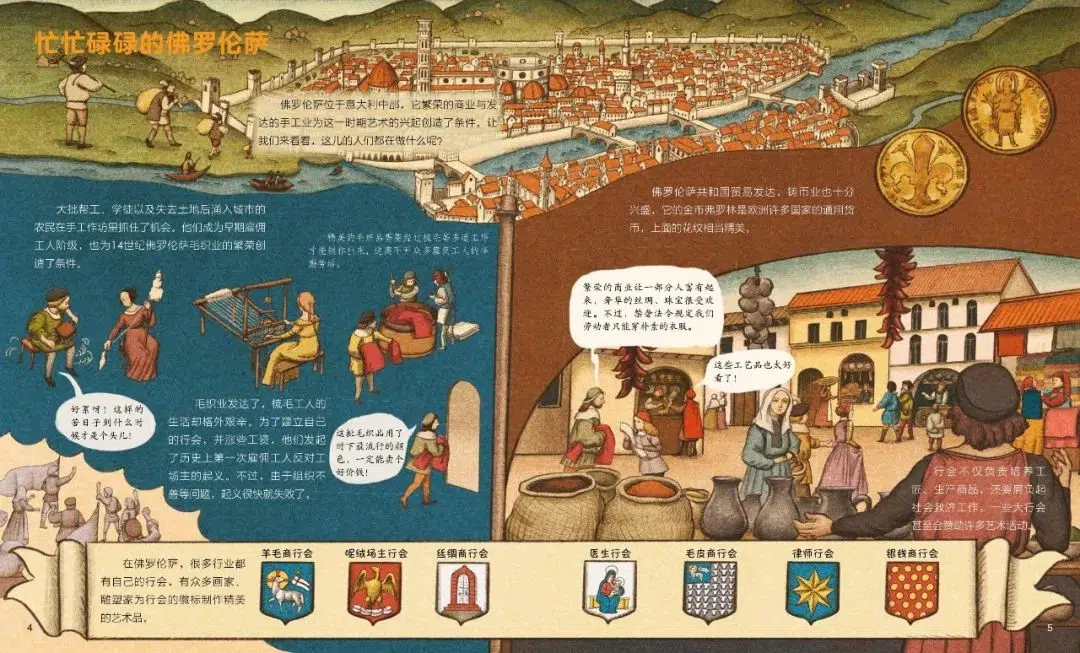 忙忙碌碌的佛罗伦萨
佛罗伦萨位于意大利中部，它繁荣的商业与发
达的手工业为这一时期艺术的兴起创造了条件。让
我们来看看，这儿的人们都在做什么呢？
大批帮工、学徒以及失去土地后涌入城市的
农民在手工作坊里抓住了机会。他们成为早期雇佣
工人阶级，也为14世纪佛罗伦萨毛织业的繁荣创
造了条件。
精美的毛织品需要经过梳毛等多道工序
才能制作出来，这离不开众多雇佣工人的辛
勤劳动。
好累呀！这样的
苦日子到什么时
候才是个头儿！
毛织业发达了，梳毛工人的
生活却格外艰辛。为了建立自己
的行会，并涨些工资，他们发起
了历史上第一次雇佣工人反对工
场主的起义。不过，由于组织不
善等问题，起义很快就失败了。
这批毛织品用了
时下最流行的颜
色，一定能卖个
好价钱！
佛罗伦萨共和国贸易发达，铸币业也十分
兴盛，它的金币弗罗林是欧洲许多国家的通用货
币，上面的花纹相当精美。
繁荣的商业让一部分人富有起
来，奢华的丝绸、珠宝很受欢
迎。不过，禁奢法令规定我们
劳动者只能穿朴素的衣服。
这些工艺品也太好
看了！
行会不仅负责培养工
匠、生产商品，还要肩负起
社会救济工作，一些大行会
甚至会赞助许多艺术活动。
在佛罗伦萨，很多行业都
有自己的行会，有众多画家、
雕塑家为行会的徽标制作精美
的艺术品。
羊毛商行会
呢绒场主行会
丝绸商行会
医生行会
毛皮商行会
律师行会
银钱商行会
4
5